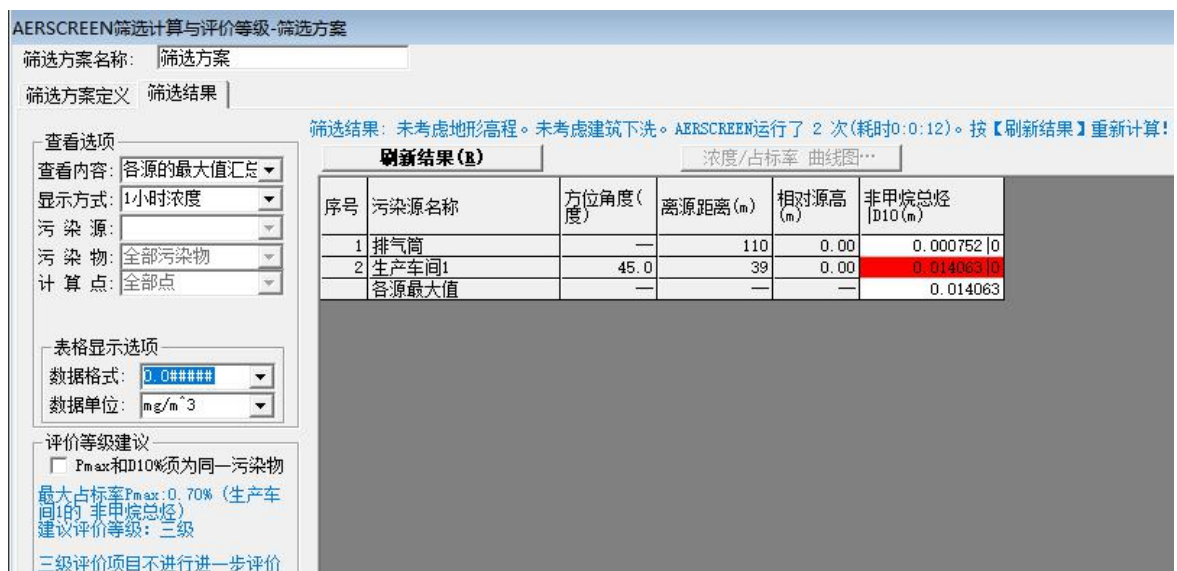 AERSCREEN筛选计算与评价等级-筛选方案
筛选方案名称: 筛选方案
筛选方案定义 筛选结果
筛选结果: 未考虑地形高程。未考虑建筑下洗。AERSCREEN运行了 2 次(耗时0:0:12)。按【刷新结果】重新计算!
刷新结果(R) 浓度/占标率 曲线图…
查看选项
查看内容: 各源的最大值汇总
显示方式: 1小时浓度
污 染 源:
污 染 物: 全部污染物
计 算 点: 全部点
序号 污染源名称 方位角度(度) 离源距离(m) 相对源高(m) 非甲烷总烃|D10(m)
1 排气筒 — 110 0.00 0.000752|0
2 生产车间1 45.0 39 0.00 0.014063|0
各源最大值 — — — 0.014063
表格显示选项
数据格式: 0.0#####
数据单位: mg/m^3
评价等级建议
Pmax和D10%须为同一污染物
最大占标率Pmax:0.70% (生产车
间1的 非甲烷总烃)
建议评价等级: 三级
三级评价项目不进行进一步评价